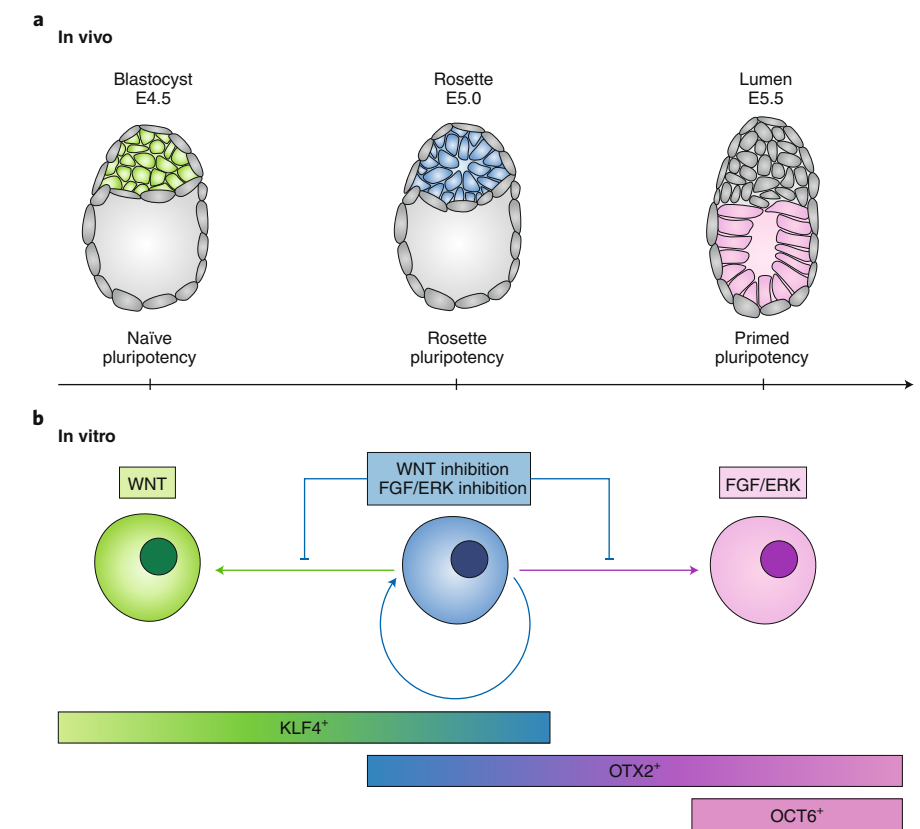 a
In vivo
Blastocyst
E4.5
Rosette
E5.0
Lumen
E5.5
Naïve
pluripotency
Rosette
pluripotency
Primed
pluripotency
b
In vitro
WNT
WNT inhibition
FGF/ERK inhibition
FGF/ERK
KLF4⁺
OTX2⁺
OCT6⁺